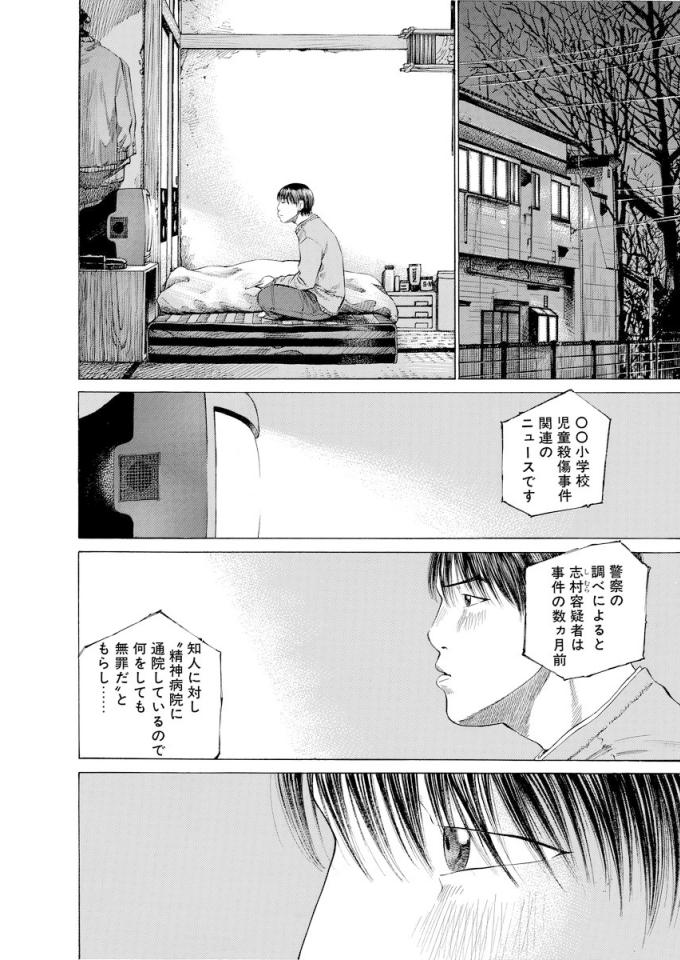 〇〇小学校
児童殺傷事件
関連の
ニュースです
警察の
調べによると
志村容疑者は
事件の数ヵ月前
知人に対し
〝精神病院に
通院しているので
何をしても
無罪だ〟と
もらし……